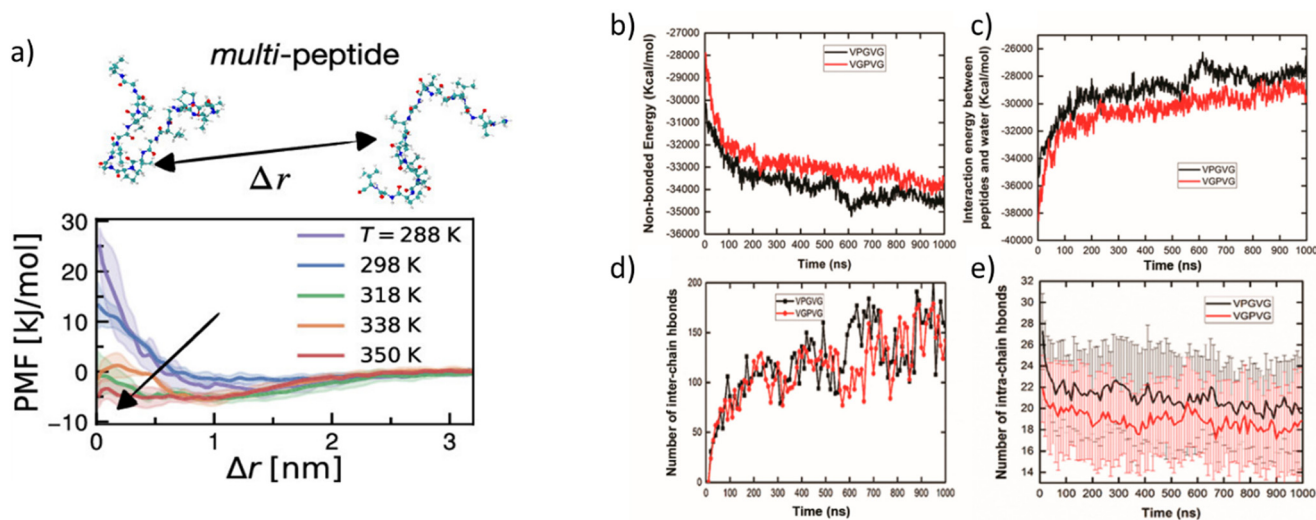 a)
multi-peptide
Δr
30
20
10
0
−10
PMF [kJ/mol]
T = 288 K
298 K
318 K
338 K
350 K
0
1
2
3
Δr [nm]
b)
-27000
-28000
-29000
-30000
-31000
-32000
-33000
-34000
-35000
-36000
Non-bonded Energy (Kcal/mol)
VPGVG
VGPVG
0 100 200 300 400 500 600 700 800 900 1000
Time (ns)
c)
-26000
-28000
-30000
-32000
-34000
-36000
-38000
-40000
Interaction energy between
peptides and water (Kcal/mol)
VPGVG
VGPVG
0 100 200 300 400 500 600 700 800 900 1000
Time (ns)
d)
200
150
100
50
0
Number of inter-chain hbonds
VPGVG
VGPVG
0 100 200 300 400 500 600 700 800 900 1000
Time (ns)
e)
32
30
28
26
24
22
20
18
16
14
Number of intra-chain hbonds
VPGVG
VGPVG
0 100 200 300 400 500 600 700 800 900 1000
Time (ns)